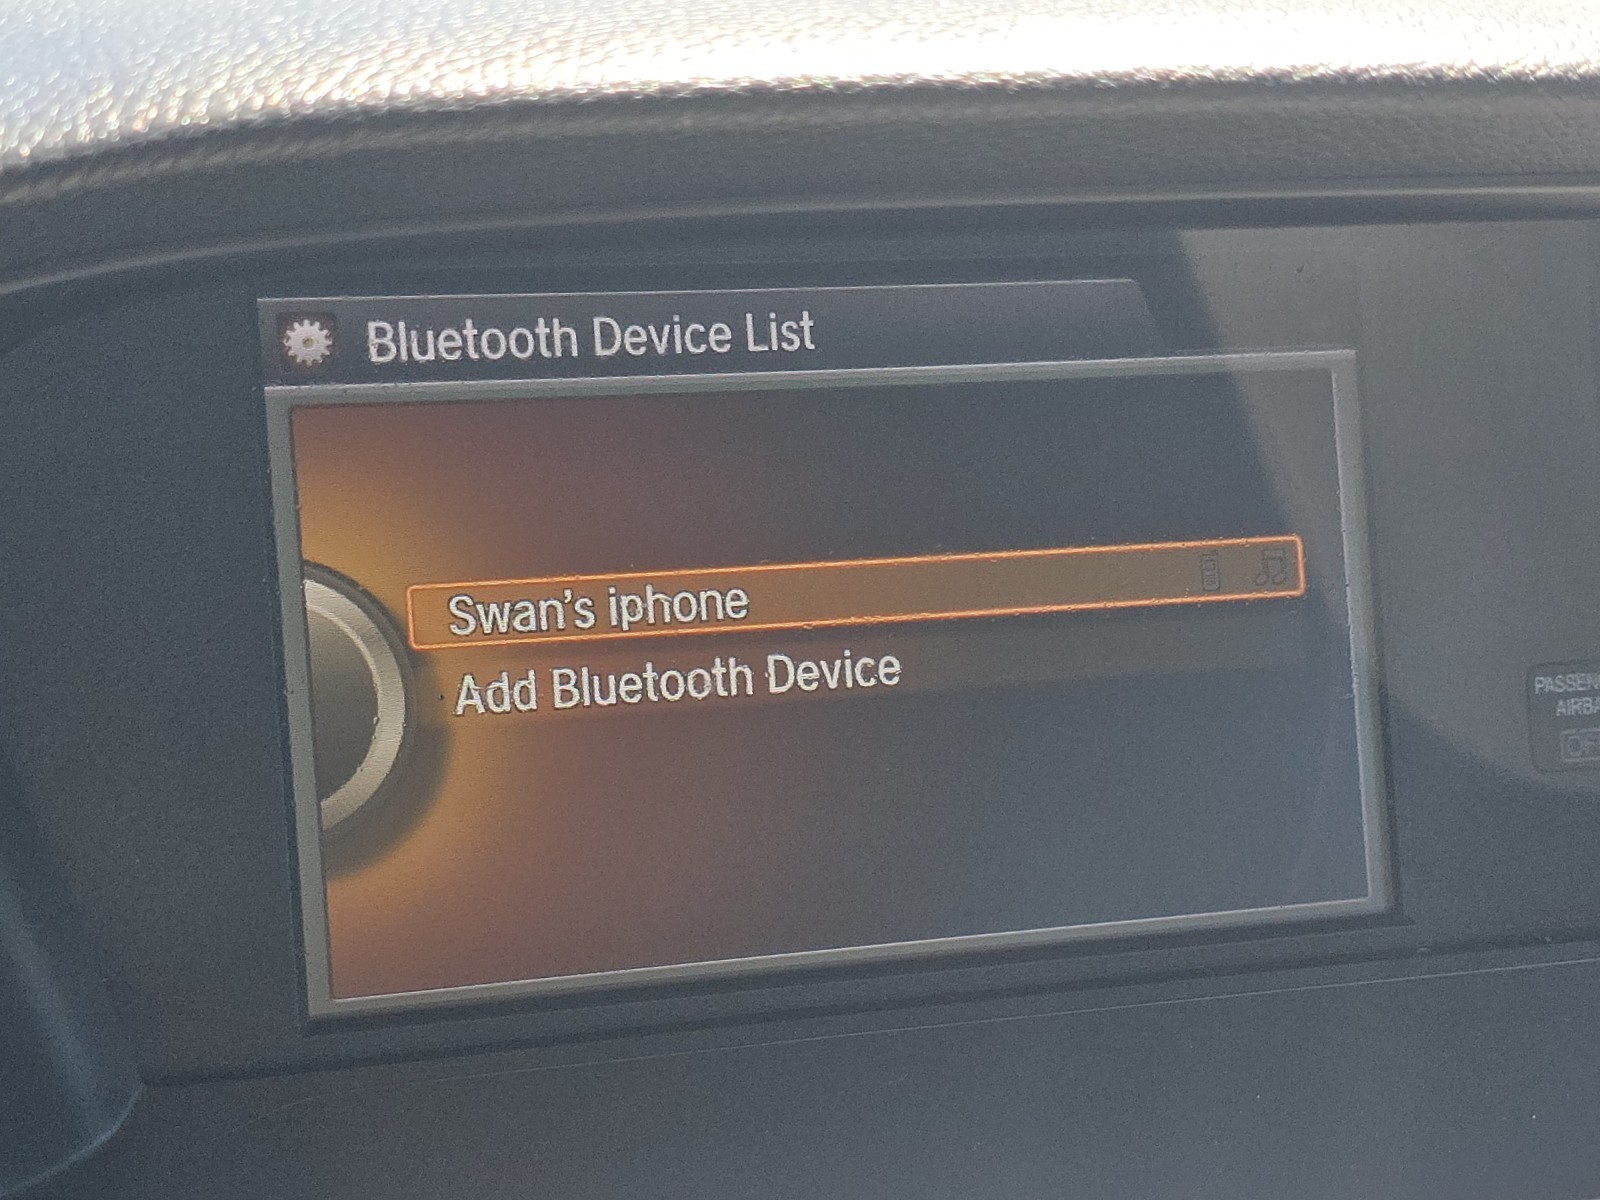 Bluetooth Device List
Swan's iphone
Add Bluetooth Device